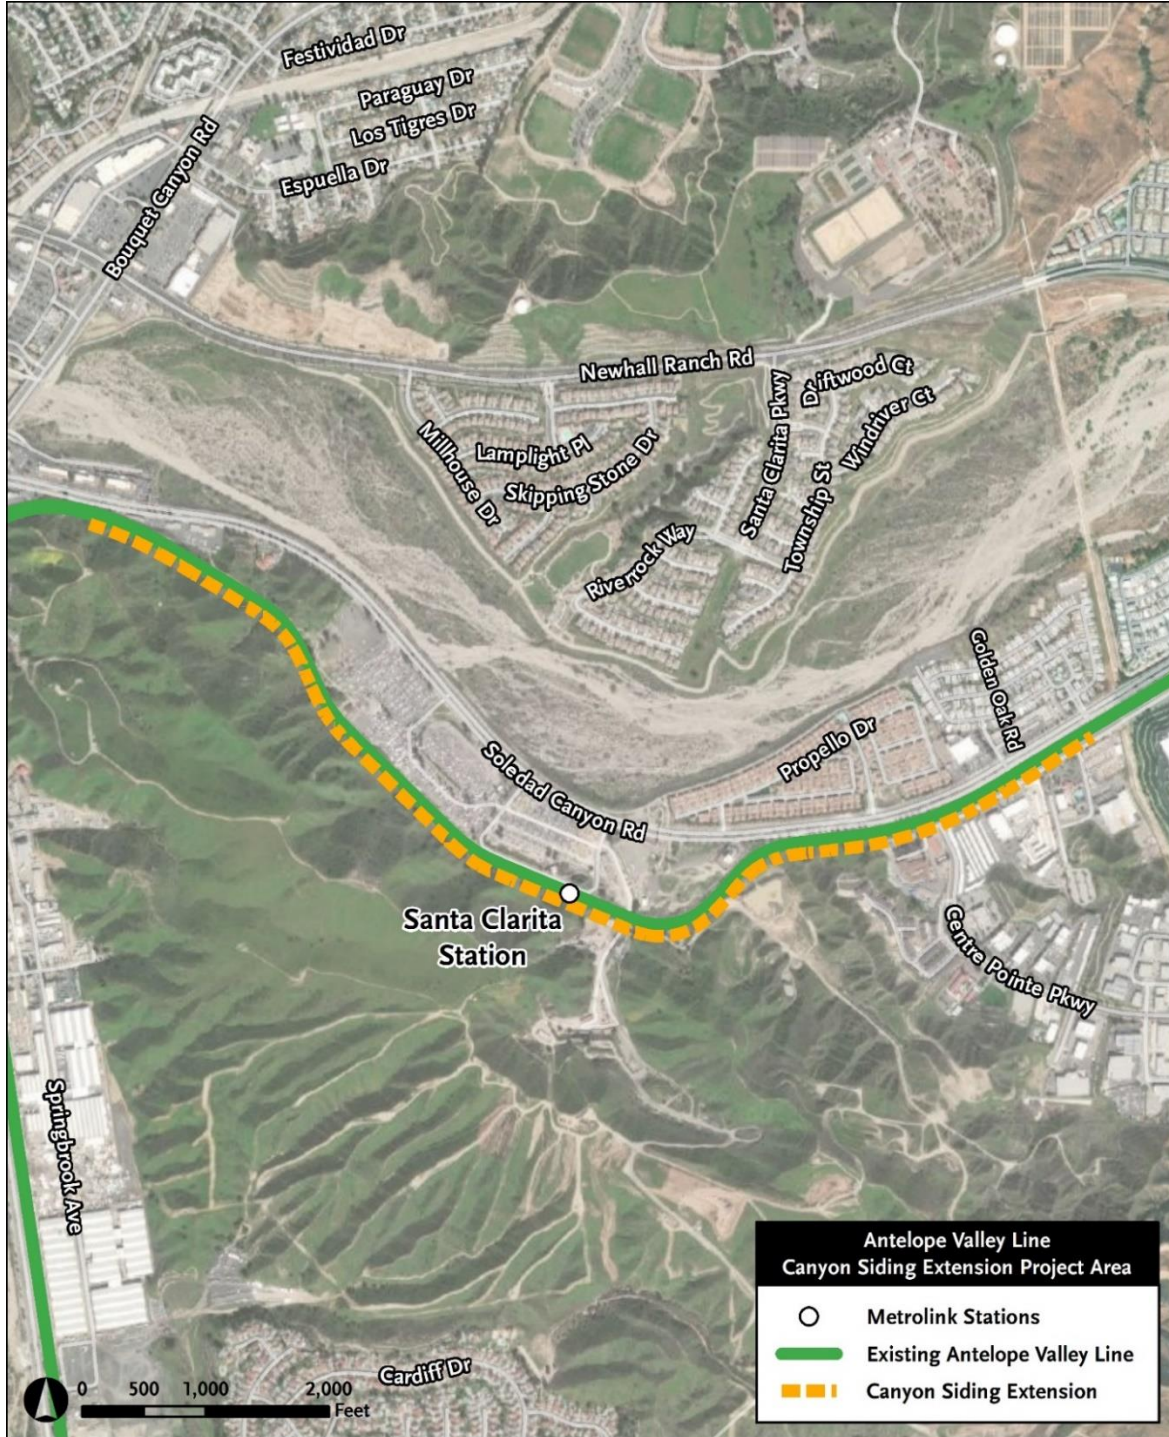 Festividad Dr
Paraguay Dr
Los Tigres Dr
Espuella Dr
Bouquet Canyon Rd
Newhall Ranch Rd
Driftwood Ct
Santa Clarita Pkwy
Windriver Ct
Millhouse Dr
Lamplight Pl
Skipping Stone Dr
Township St
Riverrock Way
Golden Oak Rd
Propello Dr
Soledad Canyon Rd
Santa Clarita
Station
Centre Pointe Pkwy
Springbrook Ave
Cardiff Dr
0 500 1,000 2,000
Feet
Antelope Valley Line
Canyon Siding Extension Project Area
Metrolink Stations
Existing Antelope Valley Line
Canyon Siding Extension